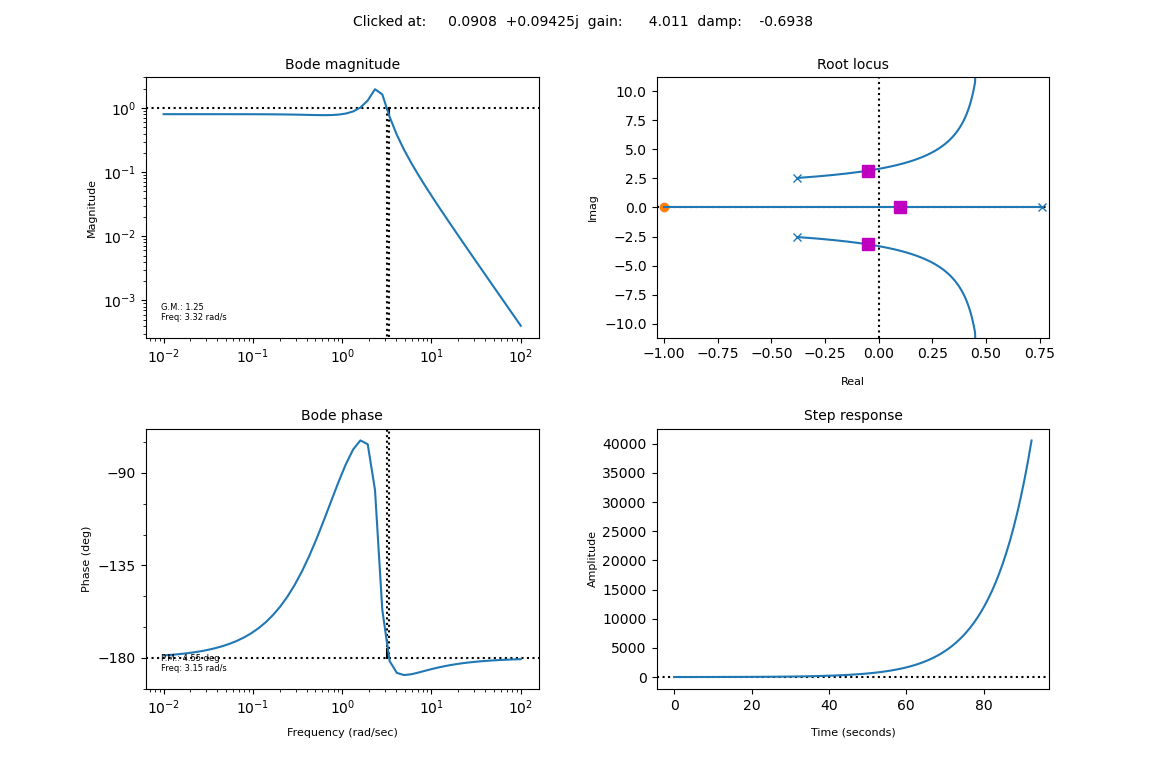 Clicked at: 0.0908 +0.09425j gain: 4.011 damp: -0.6938
Bode magnitude
10⁰
10⁻¹
10⁻²
10⁻³
Magnitude
G.M.: 1.25
Freq: 3.32 rad/s
10⁻² 10⁻¹ 10⁰ 10¹ 10²
Root locus
10.0
7.5
5.0
2.5
0.0
−2.5
−5.0
−7.5
−10.0
Imag
−1.00 −0.75 −0.50 −0.25 0.00 0.25 0.50 0.75
Real
Bode phase
−90
−135
−180
Phase (deg)
P.M.: 4.55 deg
Freq: 3.15 rad/s
10⁻² 10⁻¹ 10⁰ 10¹ 10²
Frequency (rad/sec)
Step response
40000
35000
30000
25000
20000
15000
10000
5000
0
Amplitude
0 20 40 60 80
Time (seconds)